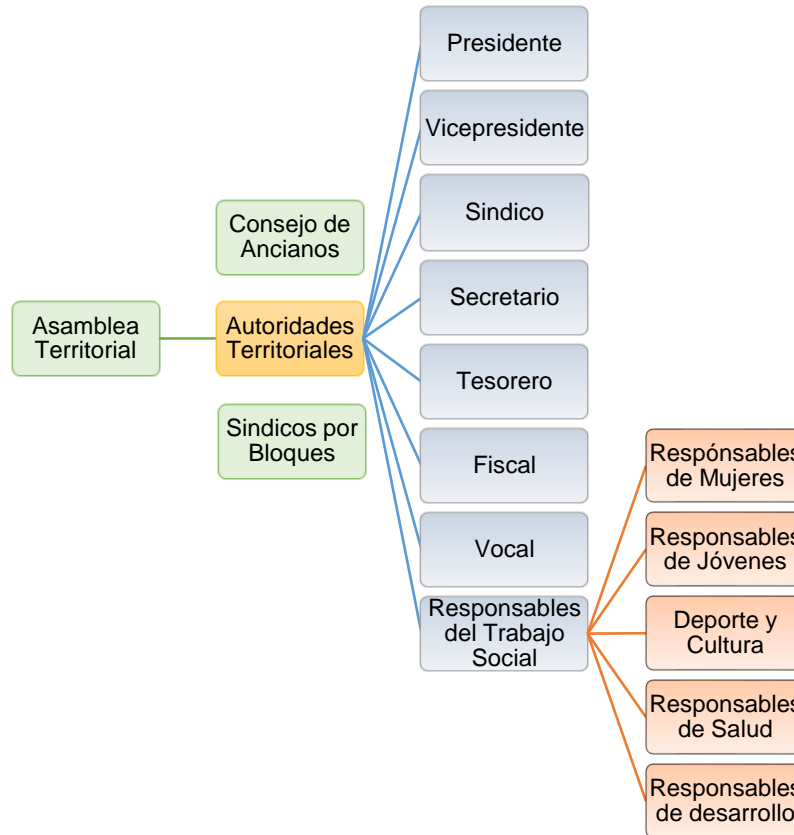 Presidente
Vicepresidente
Consejo de
Ancianos
Sindico
Asamblea
Territorial
Autoridades
Territoriales
Secretario
Tesorero
Sindicos por
Bloques
Fiscal
Vocal
Responsables
del Trabajo
Social
Respónsables
de Mujeres
Responsables
de Jóvenes
Deporte y
Cultura
Responsables
de Salud
Responsables
de desarrollo